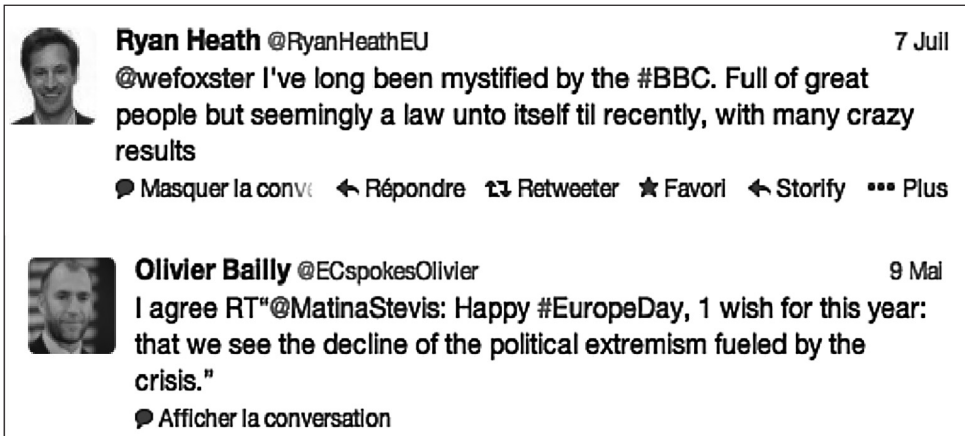 Ryan Heath @RyanHeathEU 7 Juil
@wefoxster I've long been mystified by the #BBC. Full of great
people but seemingly a law unto itself til recently, with many crazy
results
Masquer la conv Répondre Retweeter Favori Storify Plus
Olivier Bailly @ECspokesOlivier 9 Mai
I agree RT“@MatinaStevis: Happy #EuropeDay, 1 wish for this year:
that we see the decline of the political extremism fueled by the
crisis.”
Afficher la conversation